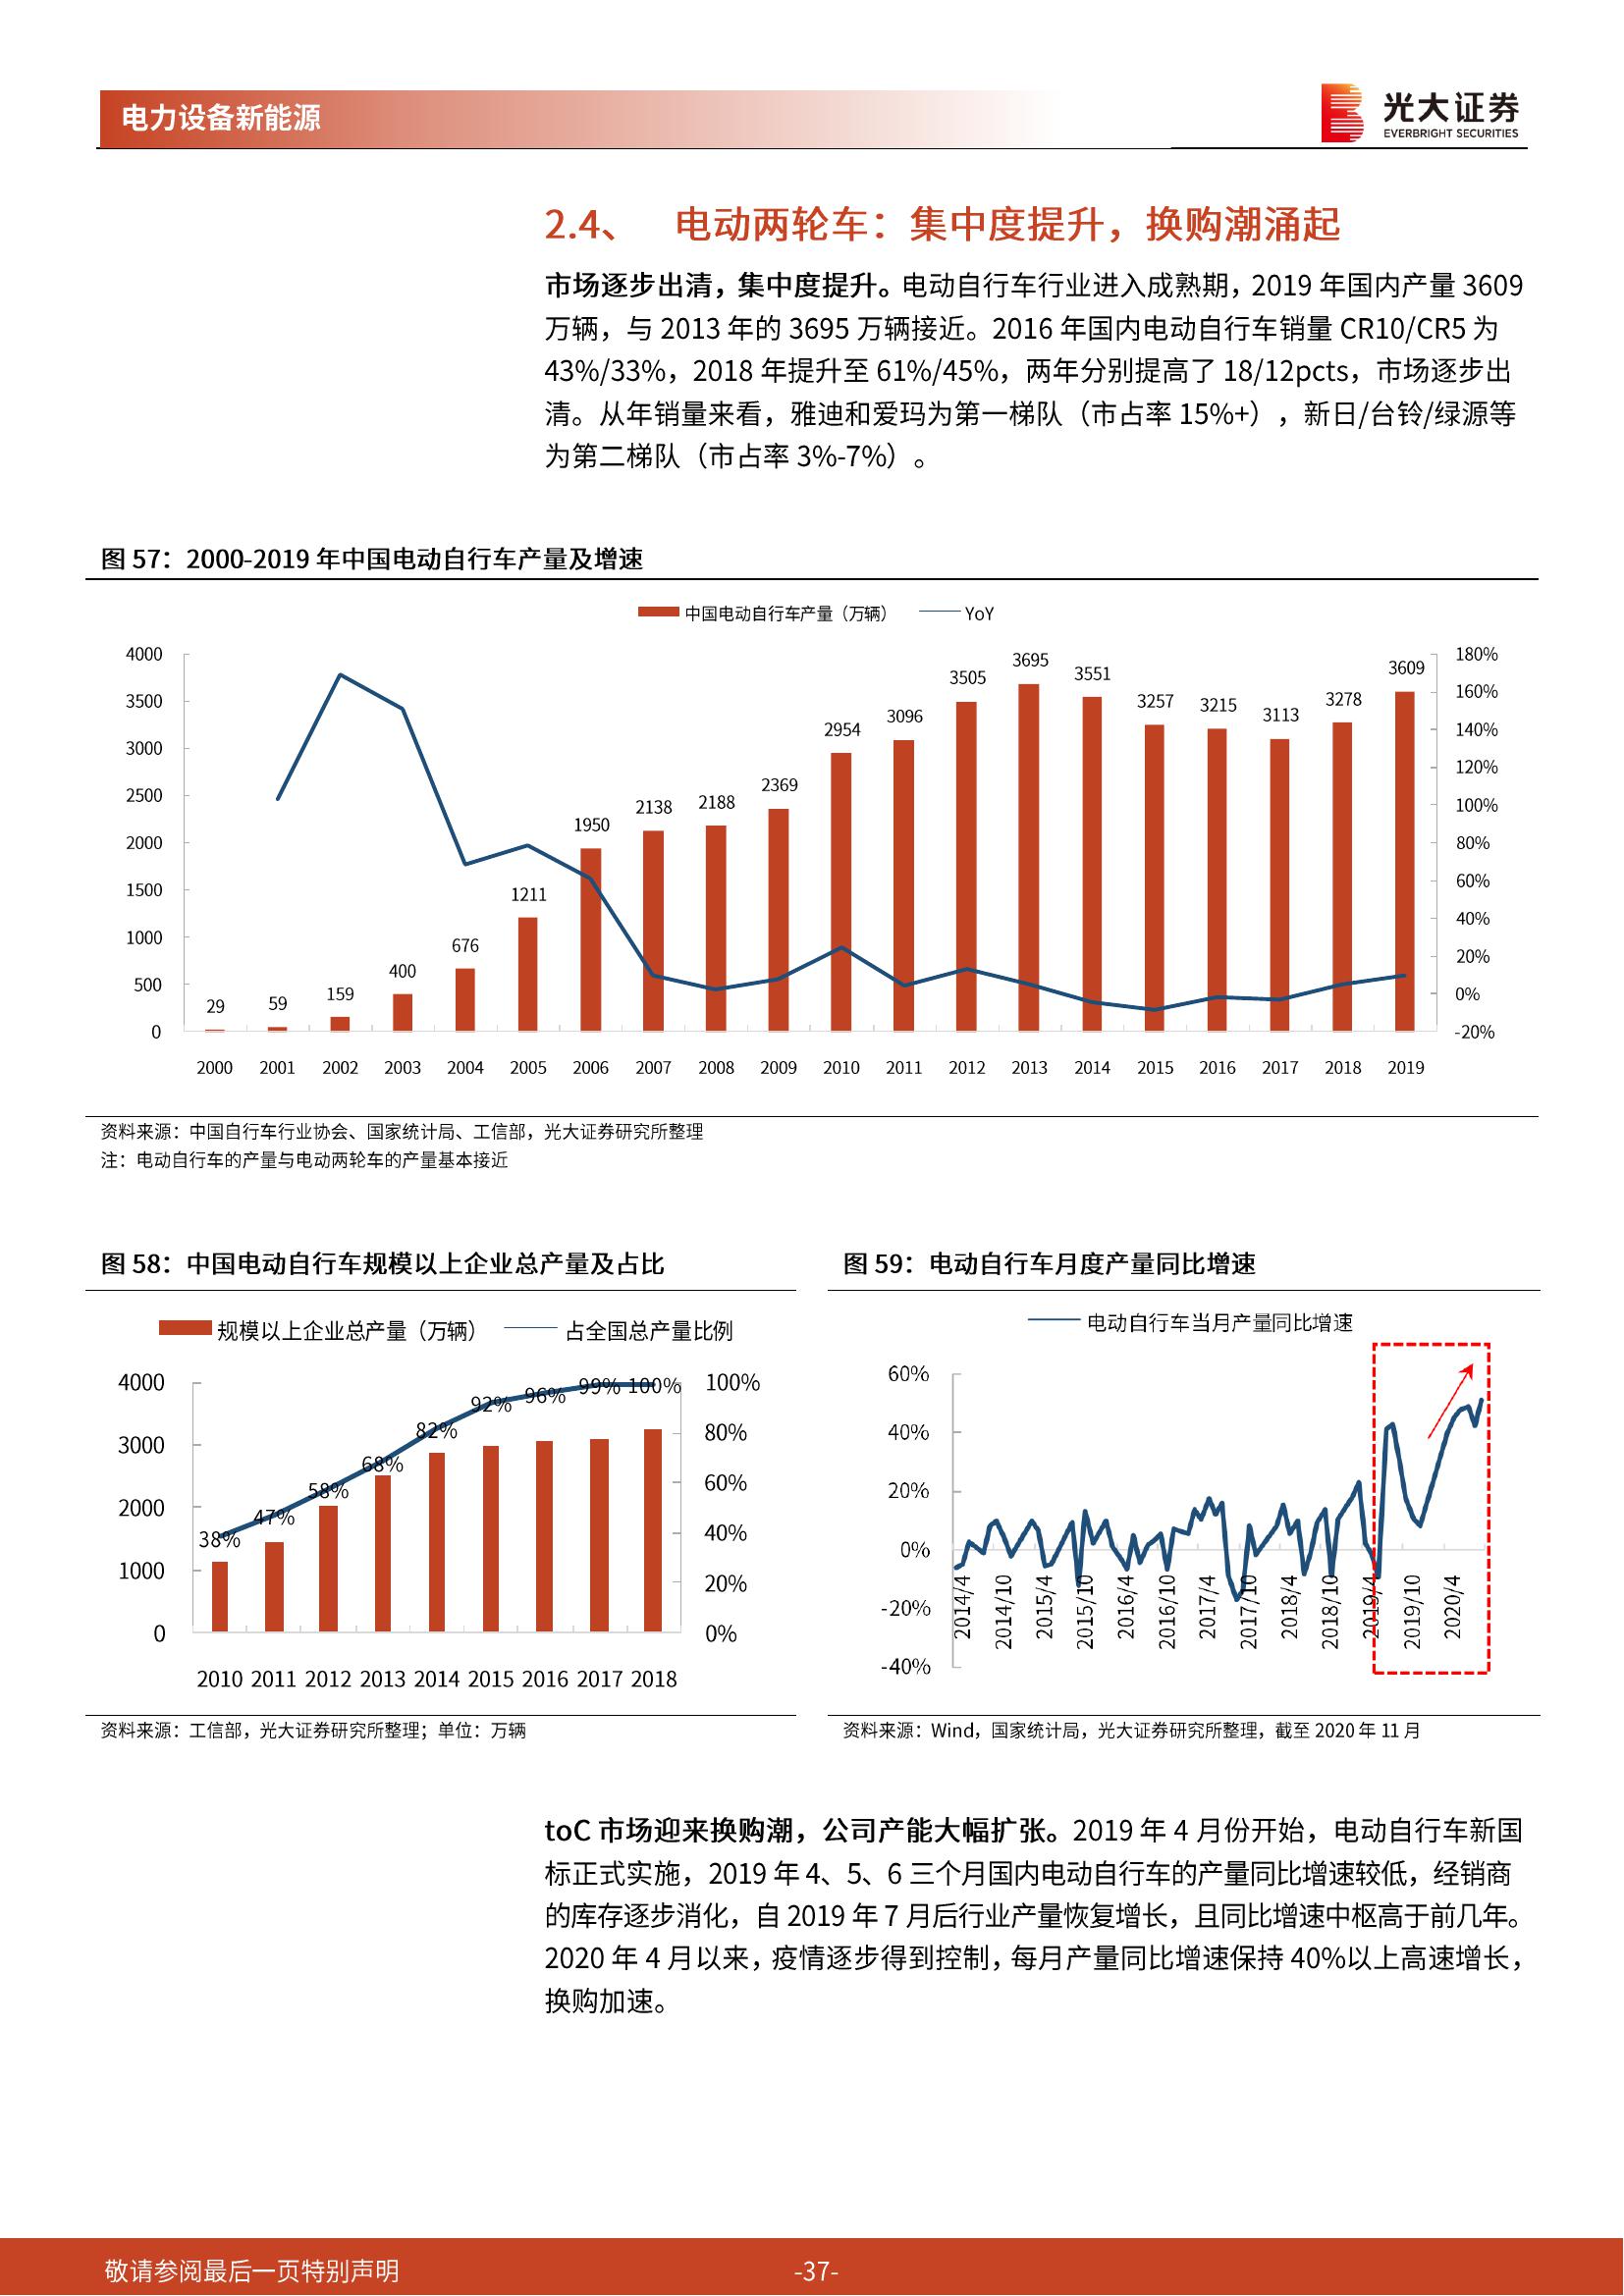 电力设备新能源
光大证券
EVERBRIGHT SECURITIES
2.4、 电动两轮车：集中度提升，换购潮涌起
市场逐步出清，集中度提升。电动自行车行业进入成熟期，2019 年国内产量 3609
万辆，与 2013 年的 3695 万辆接近。2016 年国内电动自行车销量 CR10/CR5 为
43%/33%，2018 年提升至 61%/45%，两年分别提高了 18/12pcts，市场逐步出
清。从年销量来看，雅迪和爱玛为第一梯队（市占率 15%+），新日/台铃/绿源等
为第二梯队（市占率 3%-7%）。
图 57：2000-2019 年中国电动自行车产量及增速
中国电动自行车产量（万辆） YoY
4000 3500 3000 2500 2000 1500 1000 500 0
29 59 159 400 676 1211 1950 2138 2188 2369 2954 3096 3505 3695 3551 3257 3215 3113 3278 3609
180% 160% 140% 120% 100% 80% 60% 40% 20% 0% -20%
2000 2001 2002 2003 2004 2005 2006 2007 2008 2009 2010 2011 2012 2013 2014 2015 2016 2017 2018 2019
资料来源：中国自行车行业协会、国家统计局、工信部，光大证券研究所整理
注：电动自行车的产量与电动两轮车的产量基本接近
图 58：中国电动自行车规模以上企业总产量及占比
规模以上企业总产量（万辆） 占全国总产量比例
4000 3000 2000 1000 0
38% 47% 58% 68% 82% 92% 96% 99% 100%
100% 80% 60% 40% 20% 0%
2010 2011 2012 2013 2014 2015 2016 2017 2018
资料来源：工信部，光大证券研究所整理；单位：万辆
图 59：电动自行车月度产量同比增速
电动自行车当月产量同比增速
60% 40% 20% 0% -20% -40%
2014/4 2014/10 2015/4 2015/10 2016/4 2016/10 2017/4 2017/10 2018/4 2018/10 2019/4 2019/10 2020/4
资料来源：Wind，国家统计局，光大证券研究所整理，截至 2020 年 11 月
toC 市场迎来换购潮，公司产能大幅扩张。2019 年 4 月份开始，电动自行车新国
标正式实施，2019 年 4、5、6 三个月国内电动自行车的产量同比增速较低，经销商
的库存逐步消化，自 2019 年 7 月后行业产量恢复增长，且同比增速中枢高于前几年。
2020 年 4 月以来，疫情逐步得到控制，每月产量同比增速保持 40%以上高速增长，
换购加速。
敬请参阅最后一页特别声明
-37-